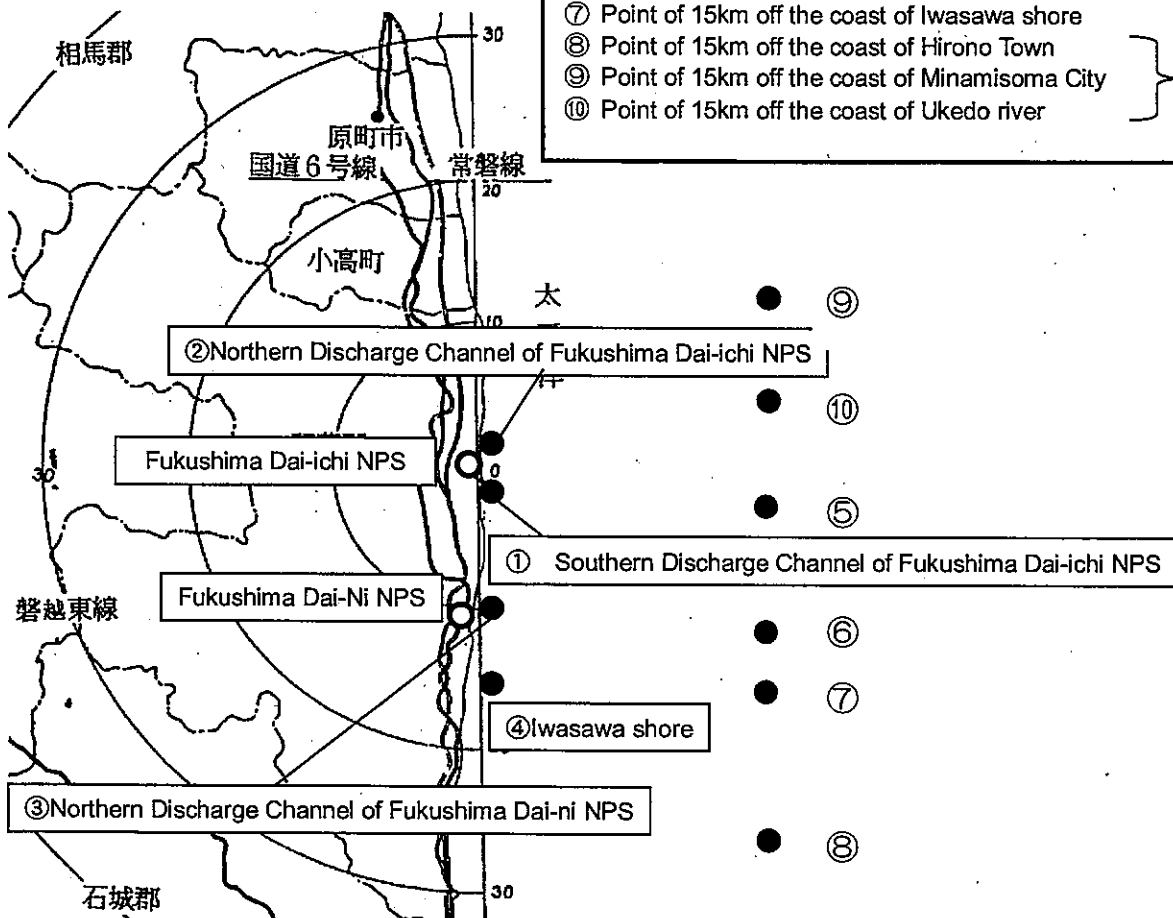 ⑦ Point of 15km off the coast of Iwasawa shore
⑧ Point of 15km off the coast of Hirono Town
⑨ Point of 15km off the coast of Minamisoma City
⑩ Point of 15km off the coast of Ukedo river
30
相馬郡
原町市
国道6号線
常磐線
20
小高町
太
⑨
10
②Northern Discharge Channel of Fukushima Dai-ichi NPS
⑩
Fukushima Dai-ichi NPS
30
0
⑤
① Southern Discharge Channel of Fukushima Dai-ichi NPS
Fukushima Dai-Ni NPS
磐越東線
⑥
⑦
④Iwasawa shore
③Northern Discharge Channel of Fukushima Dai-ni NPS
⑧
石城郡
30